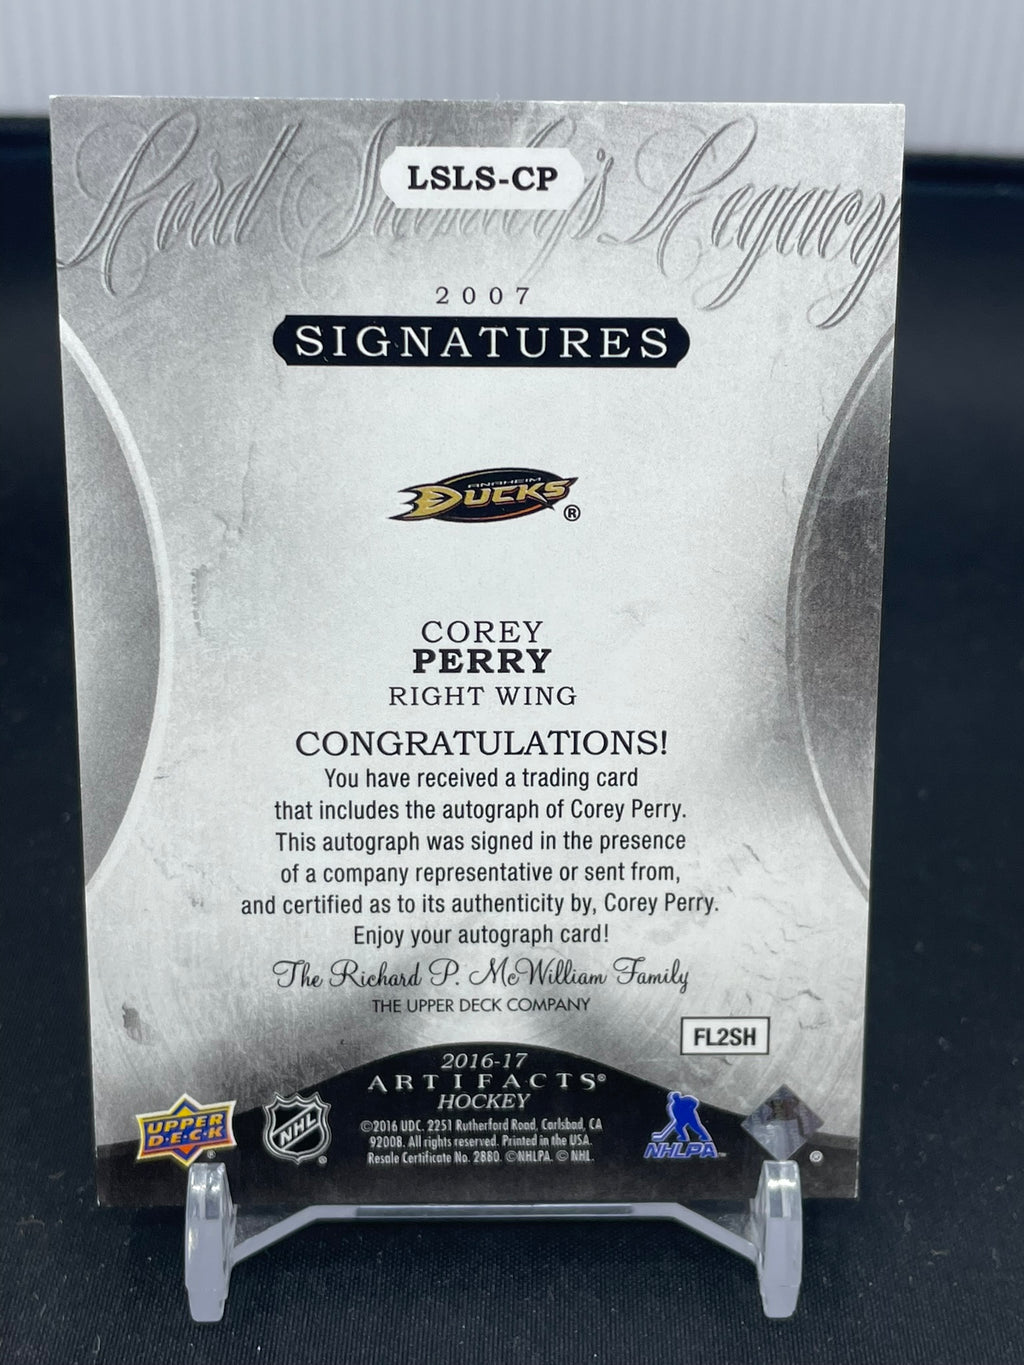 Lord Stanley's Legacy
LSLS-CP
2007
SIGNATURES
ANAHEIM
DUCKS®
COREY
PERRY
RIGHT WING
CONGRATULATIONS!
You have received a trading card
that includes the autograph of Corey Perry.
This autograph was signed in the presence
of a company representative or sent from,
and certified as to its authenticity by, Corey Perry.
Enjoy your autograph card!
The Richard P. McWilliam Family
THE UPPER DECK COMPANY
FL2SH
2016-17
ARTIFACTS®
HOCKEY
UPPER
D·E·C·K
®
NHL
®
©2016 UDC. 2251 Rutherford Road, Carlsbad, CA
92008. All rights reserved. Printed in the USA.
Resale Certificate No. 2880. ©NHLPA. © NHL.
NHLPA™
®